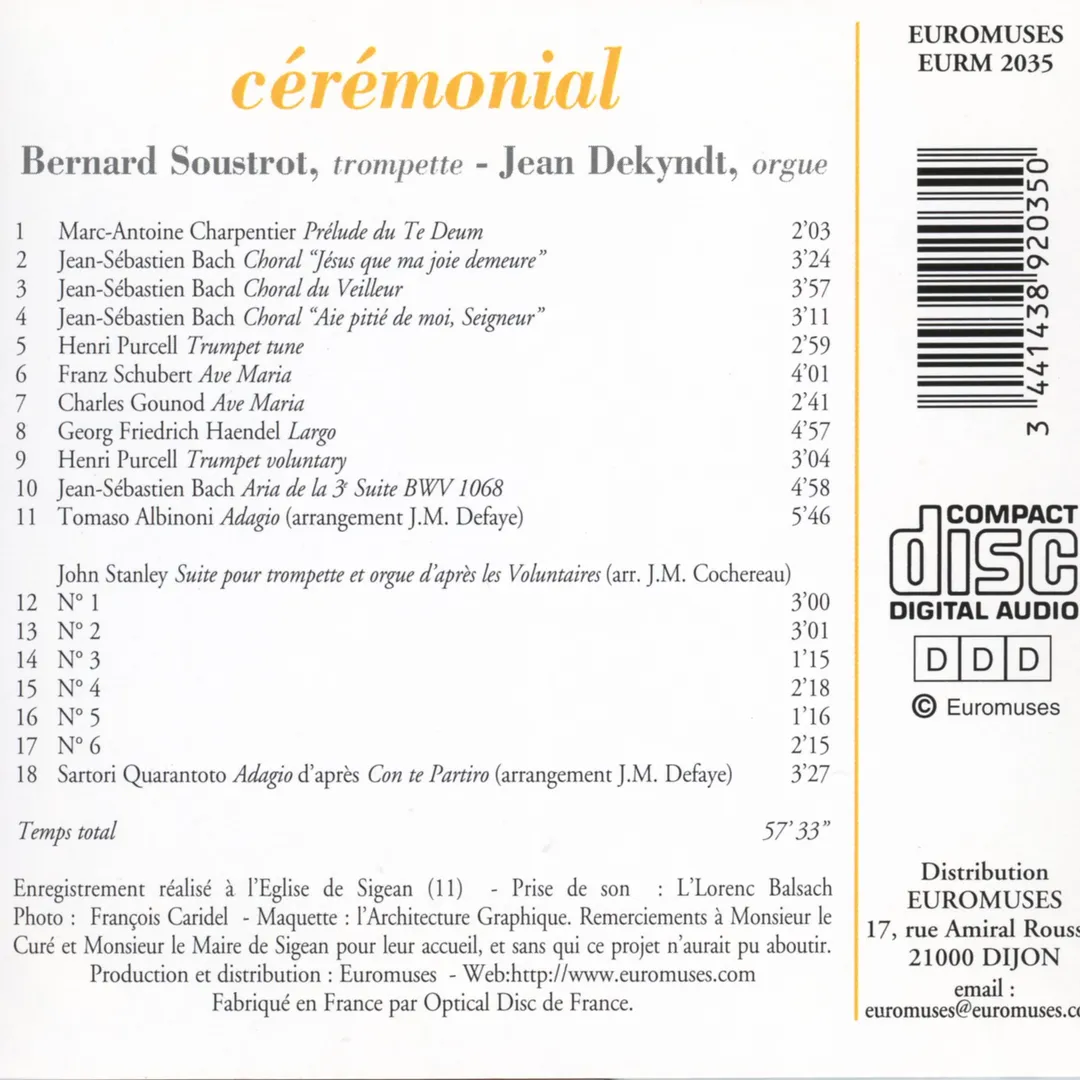 cérémonial
Bernard Soustrot, trompette - Jean Dekyndt, orgue
1 Marc-Antoine Charpentier Prélude du Te Deum 2'03
2 Jean-Sébastien Bach Choral “Jésus que ma joie demeure” 3'24
3 Jean-Sébastien Bach Choral du Veilleur 3'57
4 Jean-Sébastien Bach Choral “Aie pitié de moi, Seigneur” 3'11
5 Henri Purcell Trumpet tune 2'59
6 Franz Schubert Ave Maria 4'01
7 Charles Gounod Ave Maria 2'41
8 Georg Friedrich Haendel Largo 4'57
9 Henri Purcell Trumpet voluntary 3'04
10 Jean-Sébastien Bach Aria de la 3e Suite BWV 1068 4'58
11 Tomaso Albinoni Adagio (arrangement J.M. Defaye) 5'46
John Stanley Suite pour trompette et orgue d'après les Voluntaires (arr. J.M. Cochereau)
12 N° 1 3'00
13 N° 2 3'01
14 N° 3 1'15
15 N° 4 2'18
16 N° 5 1'16
17 N° 6 2'15
18 Sartori Quarantoto Adagio d'après Con te Partiro (arrangement J.M. Defaye) 3'27
Temps total 57' 33”
Enregistrement réalisé à l'Eglise de Sigean (11) - Prise de son : L'Lorenc Balsach
Photo : François Caridel - Maquette : l'Architecture Graphique. Remerciements à Monsieur le
Curé et Monsieur le Maire de Sigean pour leur accueil, et sans qui ce projet n'aurait pu aboutir.
Production et distribution : Euromuses - Web:http://www.euromuses.com
Fabriqué en France par Optical Disc de France.
EUROMUSES
EURM 2035
3 441438 920350
COMPACT
disc
DIGITAL AUDIO
D D D
© Euromuses
Distribution
EUROMUSES
17, rue Amiral Rouss
21000 DIJON
email :
euromuses@euromuses.co